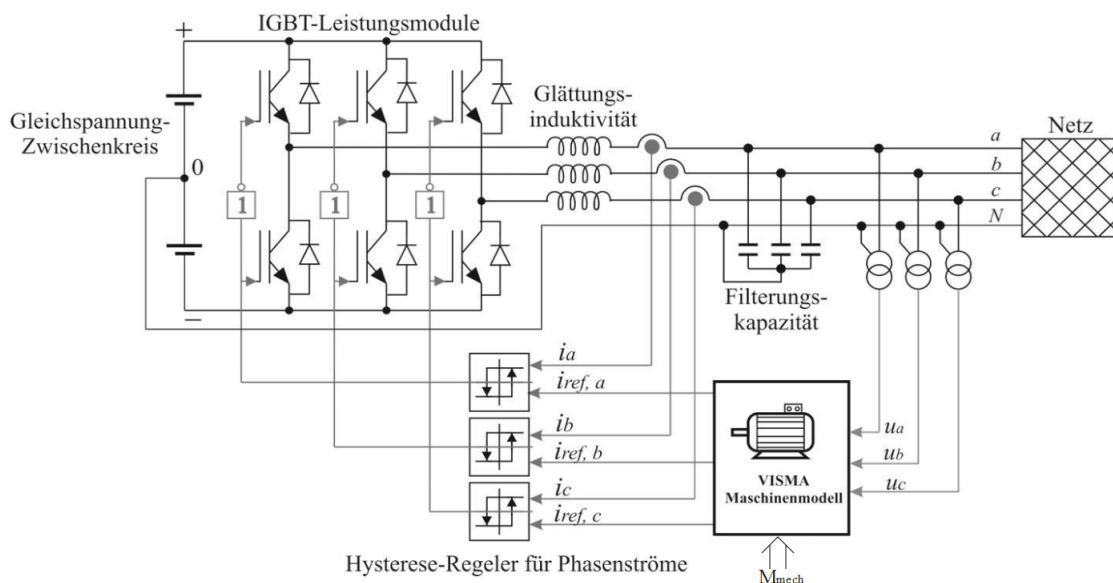 IGBT-Leistungsmodule
+
Gleichspannung-
Zwischenkreis
0
−
1
1
1
Glättungs-
induktivität
a
b
c
N
Netz
Filterungs-
kapazität
ia
iref, a
ib
iref, b
ic
iref, c
ua
ub
uc
VISMA
Maschinenmodell
Hysterese-Regeler für Phasenströme
Mmech